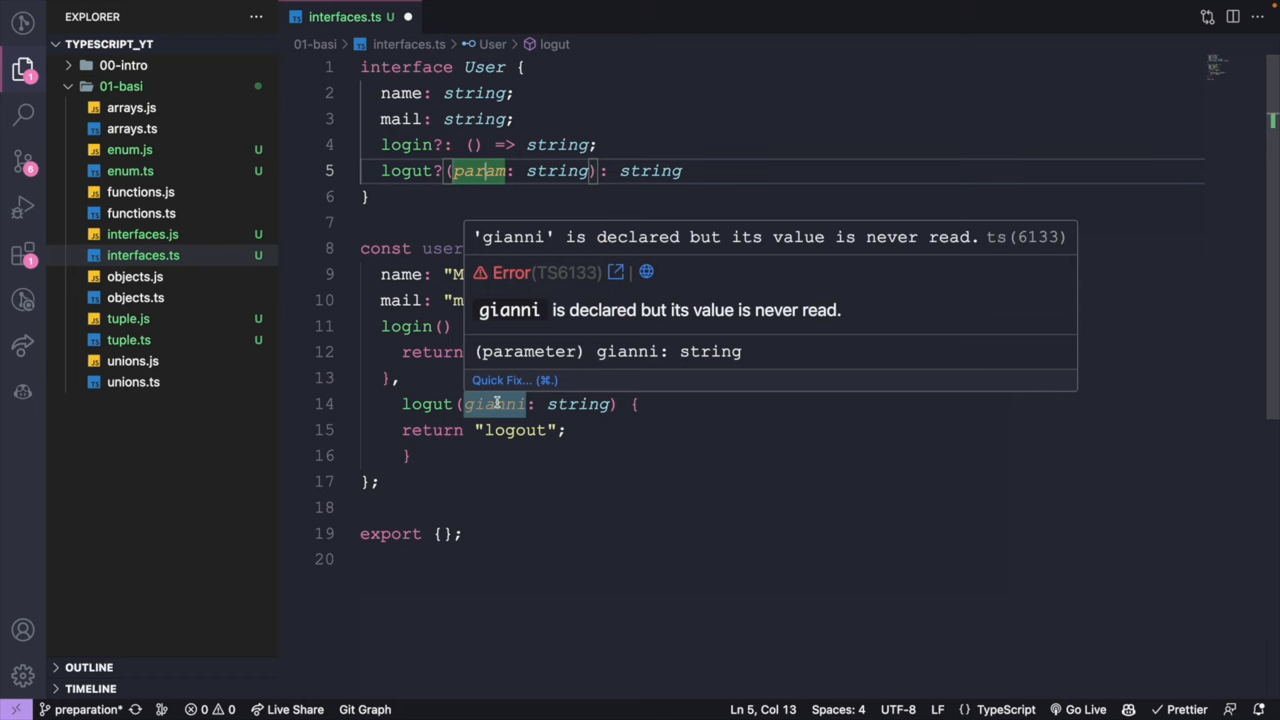 EXPLORER
interfaces.ts U
TYPESCRIPT_YT
00-intro
01-basi
arrays.js
arrays.ts
enum.js U
enum.ts U
functions.js
functions.ts
interfaces.js U
interfaces.ts U
objects.js
objects.ts
tuple.js U
tuple.ts U
unions.js
unions.ts
OUTLINE
TIMELINE
1
6
1
01-basi > interfaces.ts > User > logut
1 interface User {
2 name: string;
3 mail: string;
4 login?: () => string;
5 logut?(param: string): string
6 }
7
8 const user
9 name: "M
10 mail: "m
11 login()
12 return
13 },
14 logut(gianni: string) {
15 return "logout";
16 }
17 };
18
19 export {};
20
'gianni' is declared but its value is never read. ts(6133)
Error(TS6133) |
gianni is declared but its value is never read.
(parameter) gianni: string
Quick Fix... (⌘.)
preparation* 0 0 Live Share Git Graph Ln 5, Col 13 Spaces: 4 UTF-8 LF {} TypeScript Go Live Prettier